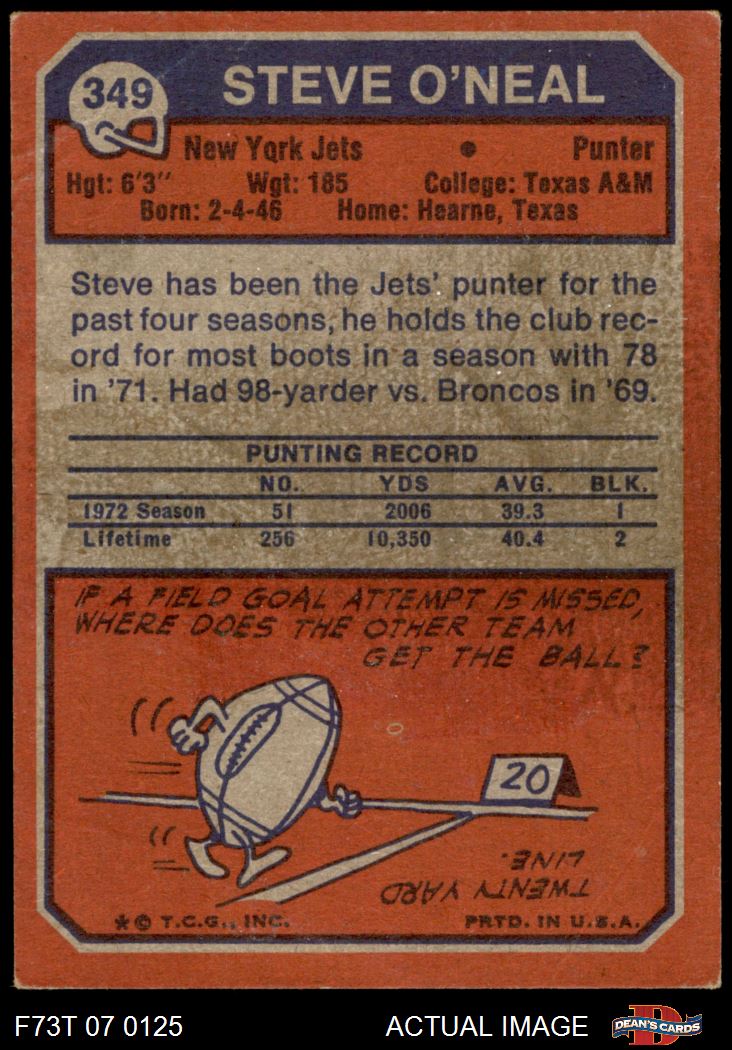 349
STEVE O'NEAL
New York Jets • Punter
Hgt: 6'3" Wgt: 185 College: Texas A&M
Born: 2-4-46 Home: Hearne, Texas
Steve has been the Jets' punter for the
past four seasons, he holds the club rec-
ord for most boots in a season with 78
in '71. Had 98-yarder vs. Broncos in '69.
PUNTING RECORD
NO. YDS AVG. BLK.
1972 Season 51 2006 39.3 1
Lifetime 256 10,350 40.4 2
IF A FIELD GOAL ATTEMPT IS MISSED,
WHERE DOES THE OTHER TEAM
GET THE BALL?
20
TWENTY YARD
LINE.
* © T.C.G., INC. PRTD. IN U.S.A.
F73T 07 0125 ACTUAL IMAGE DEAN'S CARDS